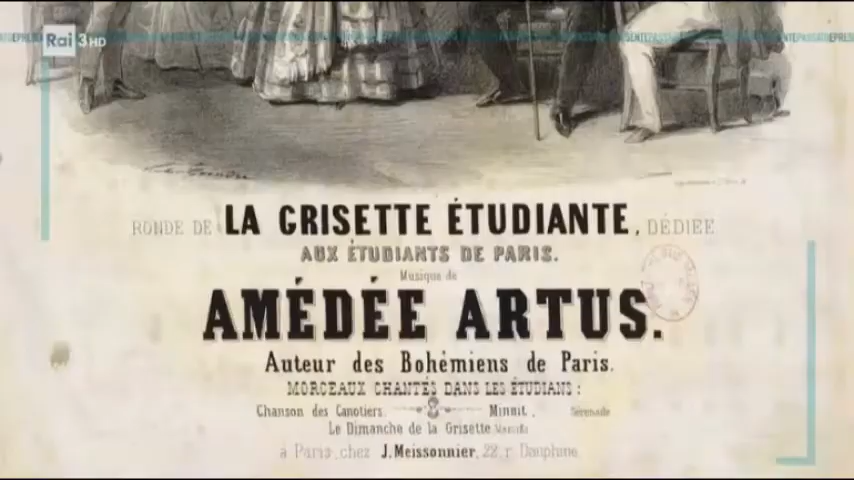 Rai 3HD
RONDE DE LA GRISETTE ÉTUDIANTE, DÉDIÉE
AUX ÉTUDIANTS DE PARIS.
Musique de
AMÉDÉE ARTUS.
Auteur des Bohémiens de Paris.
MORCEAUX CHANTÉS DANS LES ÉTUDIANS:
Chanson des Canotiers. Minuit, Sérénade
Le Dimanche de la Grisette
à Paris, chez J. Meissonnier, 22, r. Dauphine